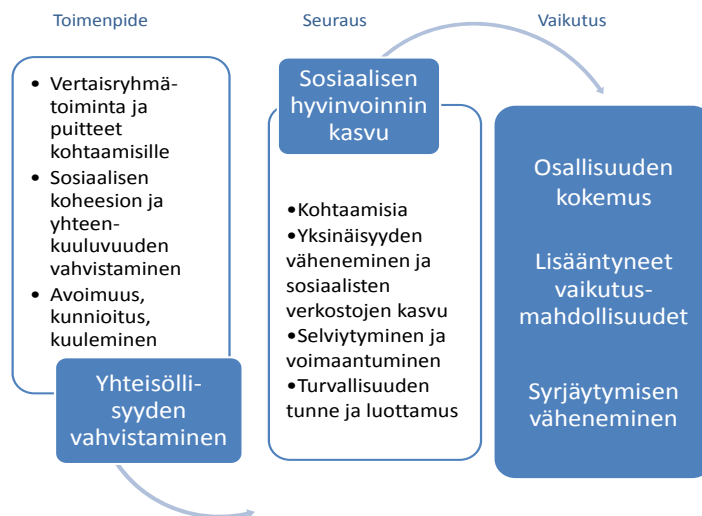 Toimenpide
Seuraus
Vaikutus
• Vertaisryhmä-
toiminta ja
puitteet
kohtaamisille
• Sosiaalisen
koheesion ja
yhteen-
kuuluvuuden
vahvistaminen
• Avoimuus,
kunnioitus,
kuuleminen
Yhteisölli-
syyden
vahvistaminen
Sosiaalisen
hyvinvoinnin
kasvu
•Kohtaamisia
•Yksinäisyyden
väheneminen ja
sosiaalisten
verkostojen kasvu
•Selviytyminen ja
voimaantuminen
•Turvallisuuden
tunne ja luottamus
Osallisuuden
kokemus
Lisääntyneet
vaikutus-
mahdollisuudet
Syrjäytymisen
väheneminen